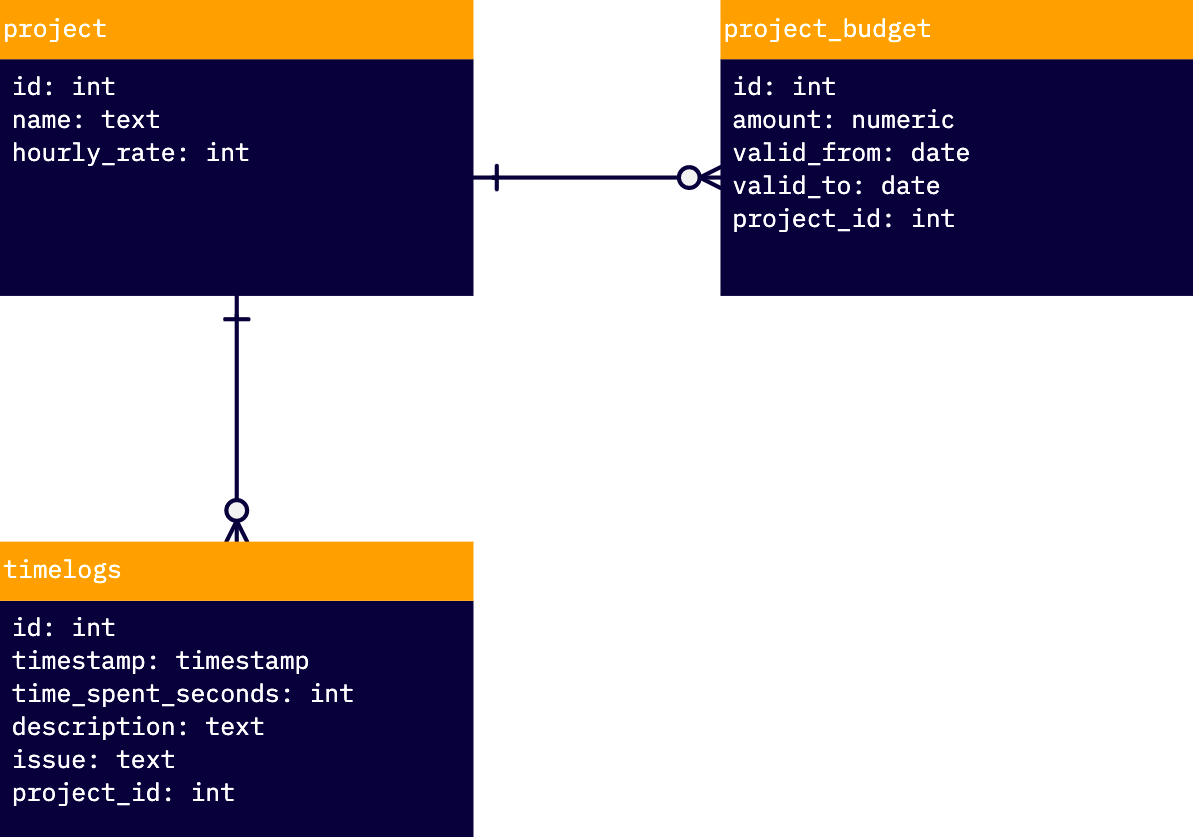 project
id: int
name: text
hourly_rate: int
project_budget
id: int
amount: numeric
valid_from: date
valid_to: date
project_id: int
timelogs
id: int
timestamp: timestamp
time_spent_seconds: int
description: text
issue: text
project_id: int